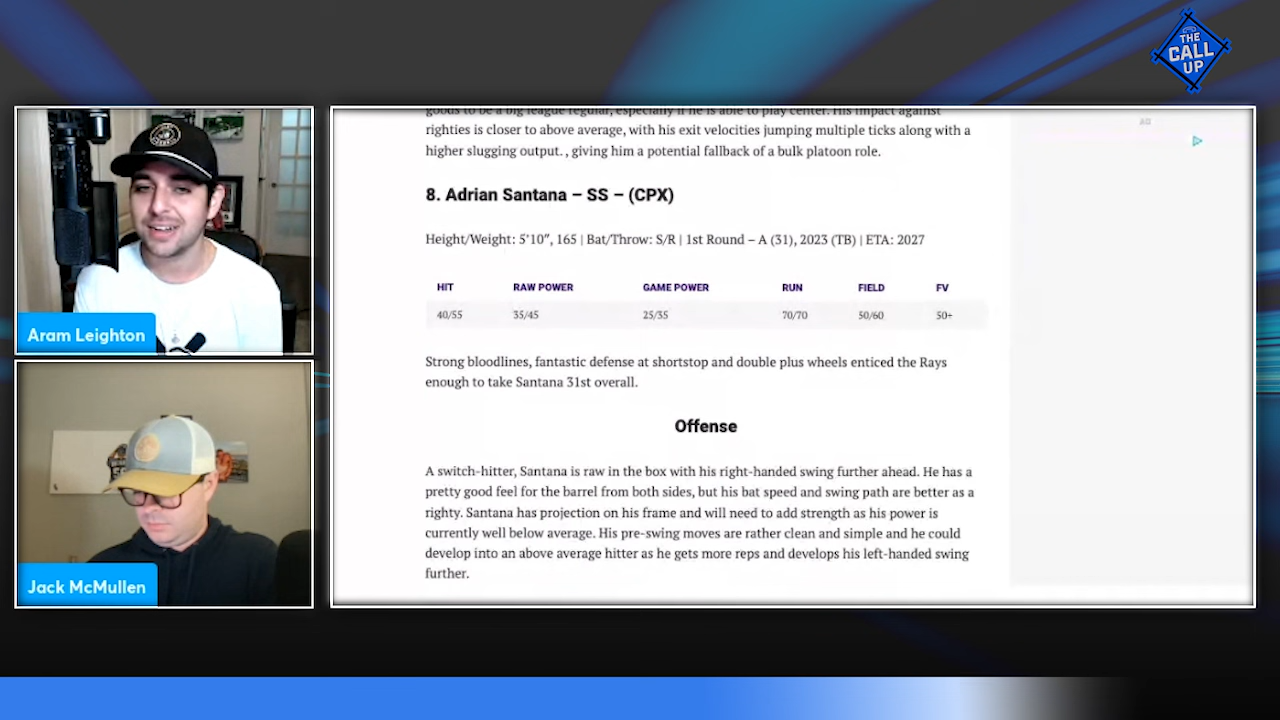 THE
CALL
UP
goods to be a big league regular, especially if he is able to play center. His impact against
righties is closer to above average, with his exit velocities jumping multiple ticks along with a
higher slugging output. , giving him a potential fallback of a bulk platoon role.
AD
8. Adrian Santana – SS – (CPX)
Height/Weight: 5'10″, 165 | Bat/Throw: S/R | 1st Round – A (31), 2023 (TB) | ETA: 2027
HIT RAW POWER GAME POWER RUN FIELD FV
40/55 35/45 25/35 70/70 50/60 50+
Strong bloodlines, fantastic defense at shortstop and double plus wheels enticed the Rays
enough to take Santana 31st overall.
Offense
A switch-hitter, Santana is raw in the box with his right-handed swing further ahead. He has a
pretty good feel for the barrel from both sides, but his bat speed and swing path are better as a
righty. Santana has projection on his frame and will need to add strength as his power is
currently well below average. His pre-swing moves are rather clean and simple and he could
develop into an above average hitter as he gets more reps and develops his left-handed swing
further.
Aram Leighton
Jack McMullen